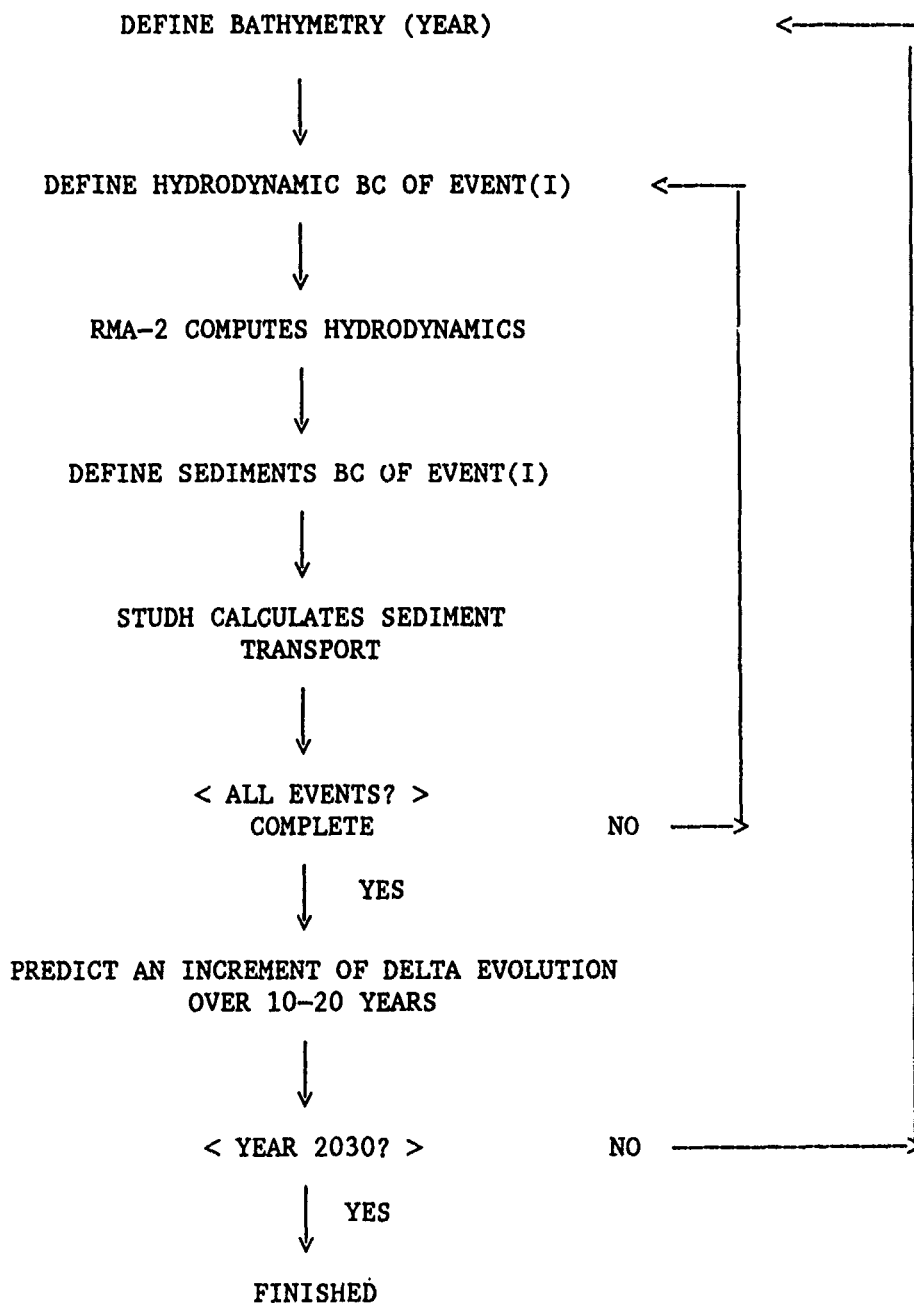 DEFINE BATHYMETRY (YEAR)
DEFINE HYDRODYNAMIC BC OF EVENT(I)
RMA-2 COMPUTES HYDRODYNAMICS
DEFINE SEDIMENTS BC OF EVENT(I)
STUDH CALCULATES SEDIMENT
TRANSPORT
< ALL EVENTS? >
COMPLETE NO
YES
PREDICT AN INCREMENT OF DELTA EVOLUTION
OVER 10-20 YEARS
< YEAR 2030? > NO
YES
FINISHED